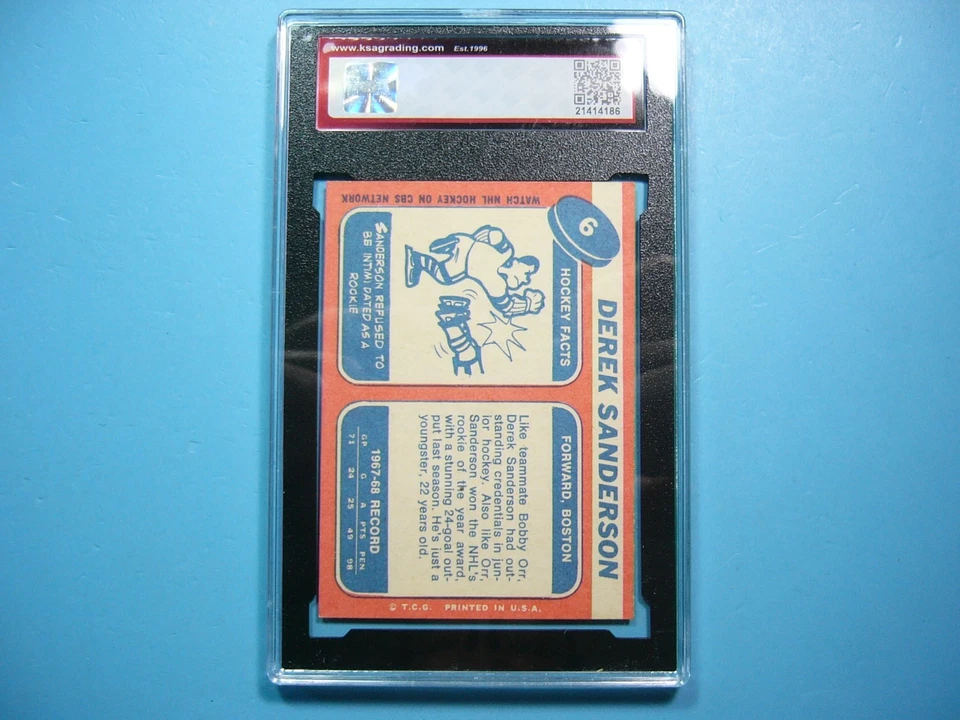 www.ksagrading.com Est.1996
21414186
6
DEREK SANDERSON
WATCH NHL HOCKEY ON CBS NETWORK
HOCKEY FACTS
SANDERSON REFUSED TO
BE INTIMIDATED AS A
ROOKIE
FORWARD, BOSTON
Like teammate Bobby Orr,
Derek Sanderson had out-
standing credentials in jun-
ior hockey. Also like Orr,
Sanderson won the NHL's
rookie of the year award,
with a stunning 24-goal out-
put last season. He's just a
youngster, 22 years old.
1967-68 RECORD
GP G A PTS PEN
71 24 25 49 98
© T.C.G. PRINTED IN U.S.A.